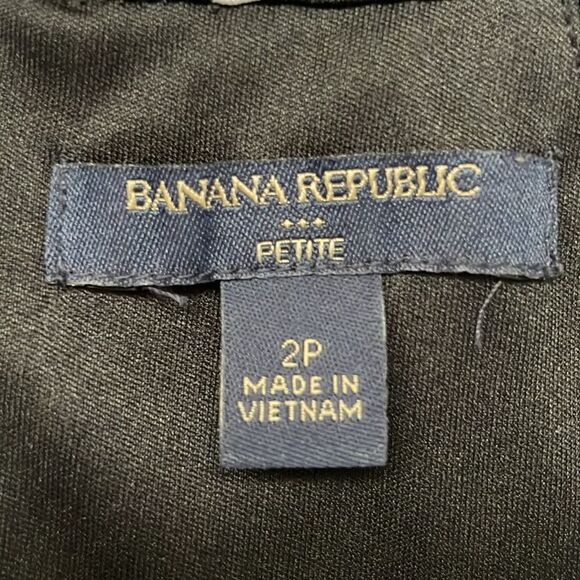 BANANA REPUBLIC
PETITE
2P
MADE IN
VIETNAM